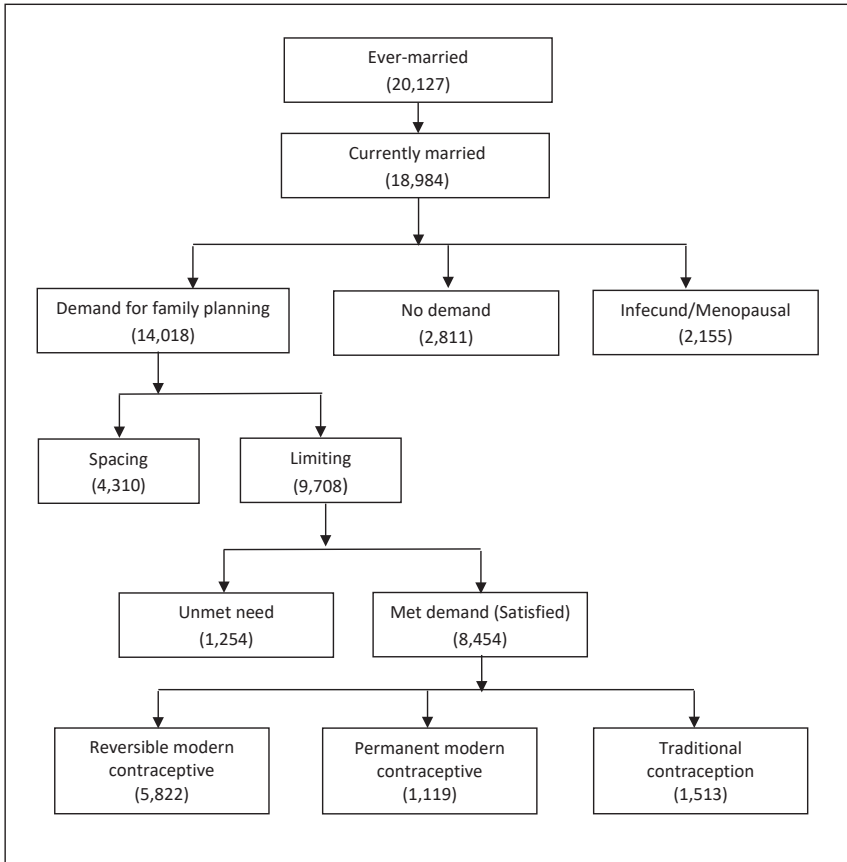 Ever-married
(20,127)
Currently married
(18,984)
Demand for family planning
(14,018)
No demand
(2,811)
Infecund/Menopausal
(2,155)
Spacing
(4,310)
Limiting
(9,708)
Unmet need
(1,254)
Met demand (Satisfied)
(8,454)
Reversible modern
contraceptive
(5,822)
Permanent modern
contraceptive
(1,119)
Traditional
contraception
(1,513)